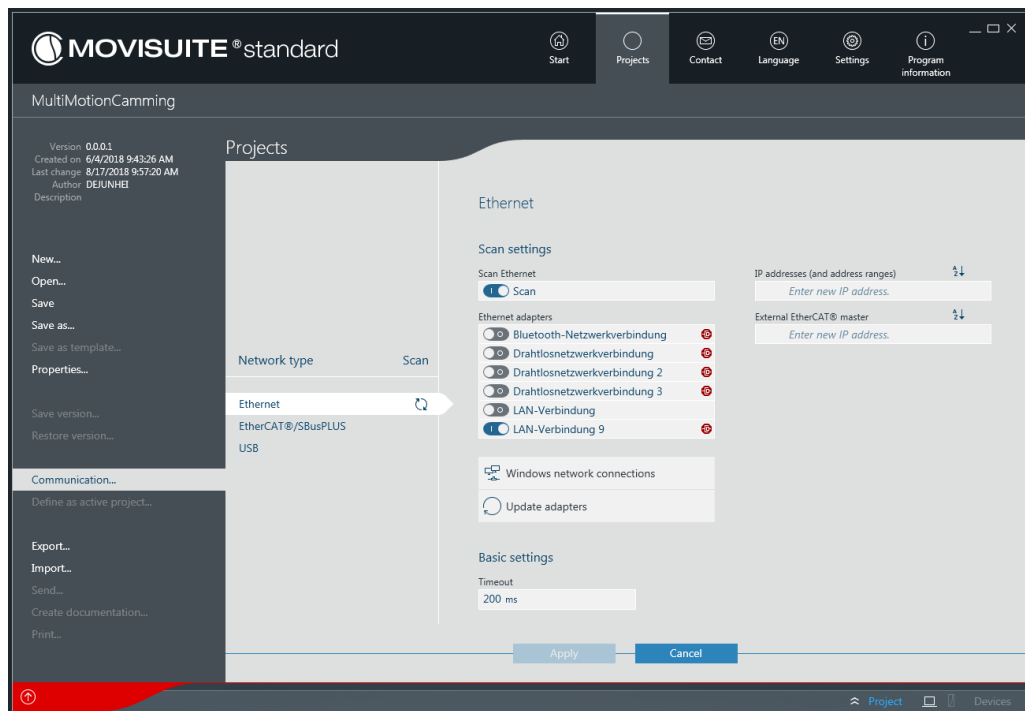 MOVISUITE ® standard
Start
Projects
Contact
EN
Language
Settings
Program
information
MultiMotionCamming
Version 0.0.0.1
Created on 6/4/2018 9:43:26 AM
Last change 8/17/2018 9:57:20 AM
Author DEJUNHEI
Description
New...
Open...
Save
Save as...
Save as template...
Properties...
Save version...
Restore version...
Communication...
Define as active project...
Export...
Import...
Send...
Create documentation...
Print...
Projects
Network type Scan
Ethernet
EtherCAT®/SBusPLUS
USB
Ethernet
Scan settings
Scan Ethernet
Scan
Ethernet adapters
Bluetooth-Netzwerkverbindung
Drahtlosnetzwerkverbindung
Drahtlosnetzwerkverbindung 2
Drahtlosnetzwerkverbindung 3
LAN-Verbindung
LAN-Verbindung 9
Windows network connections
Update adapters
Basic settings
Timeout
200 ms
IP addresses (and address ranges)
Enter new IP address.
External EtherCAT® master
Enter new IP address.
Apply
Cancel
Project
Devices